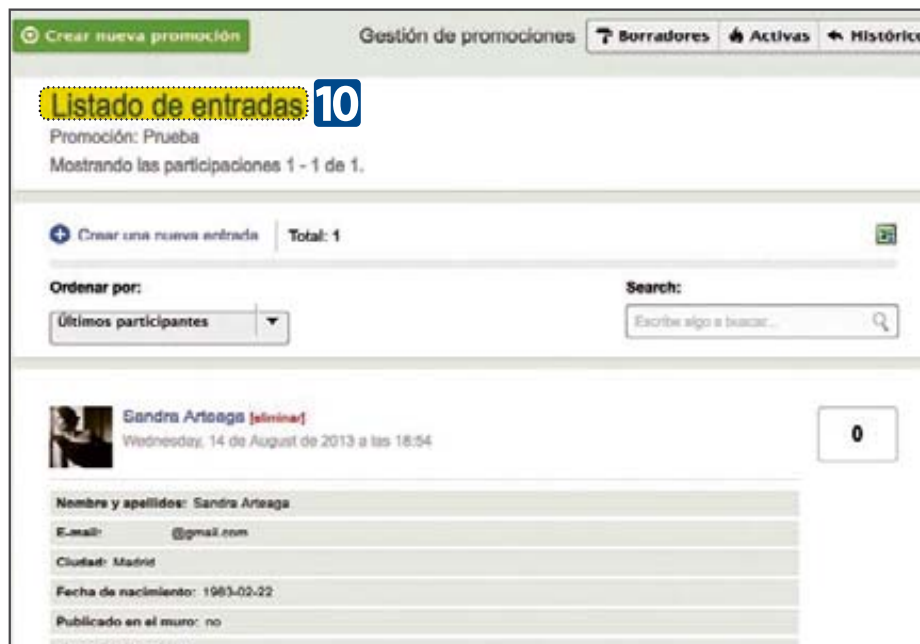 Crear nueva promoción Gestión de promociones Borradores Activas Histórico
Listado de entradas 10
Promoción: Prueba
Mostrando las participaciones 1 - 1 de 1.
Crear una nueva entrada Total: 1
Ordenar por: Search:
Últimos participantes Escribe algo a buscar...
Sandra Arteaga [eliminar] 0
Wednesday, 14 de August de 2013 a las 18:54
Nombre y apellidos: Sandra Arteaga
E-mail: @gmail.com
Ciudad: Madrid
Fecha de nacimiento: 1983-02-22
Publicado en el muro: no